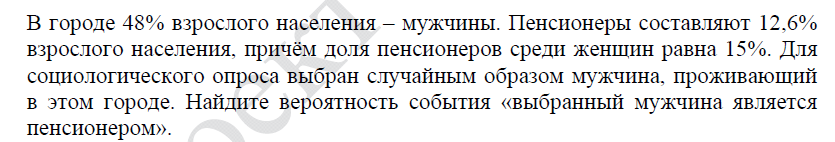 В городе 48% взрослого населения – мужчины. Пенсионеры составляют 12,6%
взрослого населения, причём доля пенсионеров среди женщин равна 15%. Для
социологического опроса выбран случайным образом мужчина, проживающий
в этом городе. Найдите вероятность события «выбранный мужчина является
пенсионером».